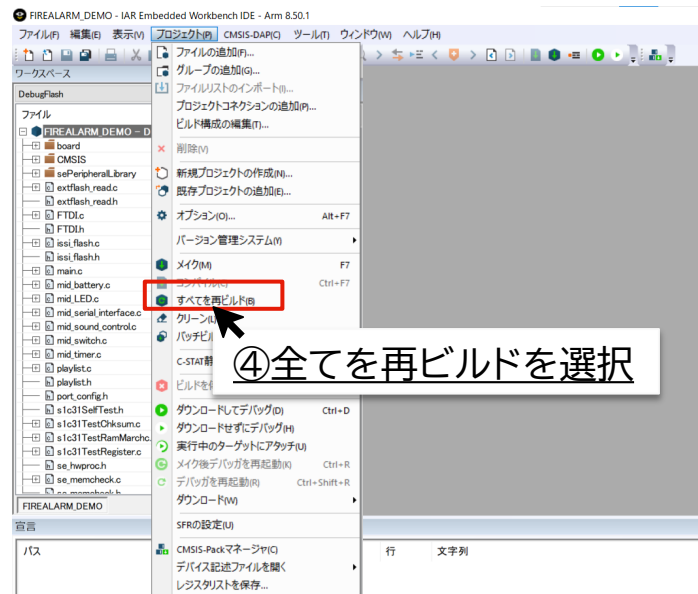 FIREALARM_DEMO - IAR Embedded Workbench IDE - Arm 8.50.1
ファイル(F) 編集(E) 表示(V) プロジェクト(P) CMSIS-DAP(C) ツール(T) ウィンドウ(W) ヘルプ(H)
ワークスペース
DebugFlash
ファイル
FIREALARM_DEMO - D
board
CMSIS
sePeripheralLibrary
extflash_read.c
extflash_read.h
FTDI.c
FTDI.h
issi_flash.c
issi_flash.h
main.c
mid_battery.c
mid_LED.c
mid_serial_interface.c
mid_sound_control.c
mid_switch.c
mid_timer.c
playlist.c
playlist.h
port_config.h
s1c31SelfTest.h
s1c31TestChksum.c
s1c31TestRamMarchc.
s1c31TestRegister.c
se_hwproc.h
se_memcheck.c
se_memcheck.h
FIREALARM_DEMO
ファイルの追加(F)...
グループの追加(G)...
ファイルリストのインポート(I)...
プロジェクトコネクションの追加(P)...
ビルド構成の編集(T)...
削除(V)
新規プロジェクトの作成(N)...
既存プロジェクトの追加(E)...
オプション(O)... Alt+F7
バージョン管理システム(Y)
メイク(M) F7
コンパイル(C) Ctrl+F7
すべてを再ビルド(B)
クリーン(L)
バッチビル
C-STAT静
ビルドを
④全てを再ビルドを選択
ダウンロードしてデバッグ(D) Ctrl+D
ダウンロードせずにデバッグ(H)
実行中のターゲットにアタッチ(U)
メイク後デバッガを再起動(K) Ctrl+R
デバッガを再起動(R) Ctrl+Shift+R
ダウンロード(W)
SFRの設定(U)
CMSIS-Packマネージャ(C)
デバイス記述ファイルを開く
レジスタリストを保存...
宣言
パス 行 文字列